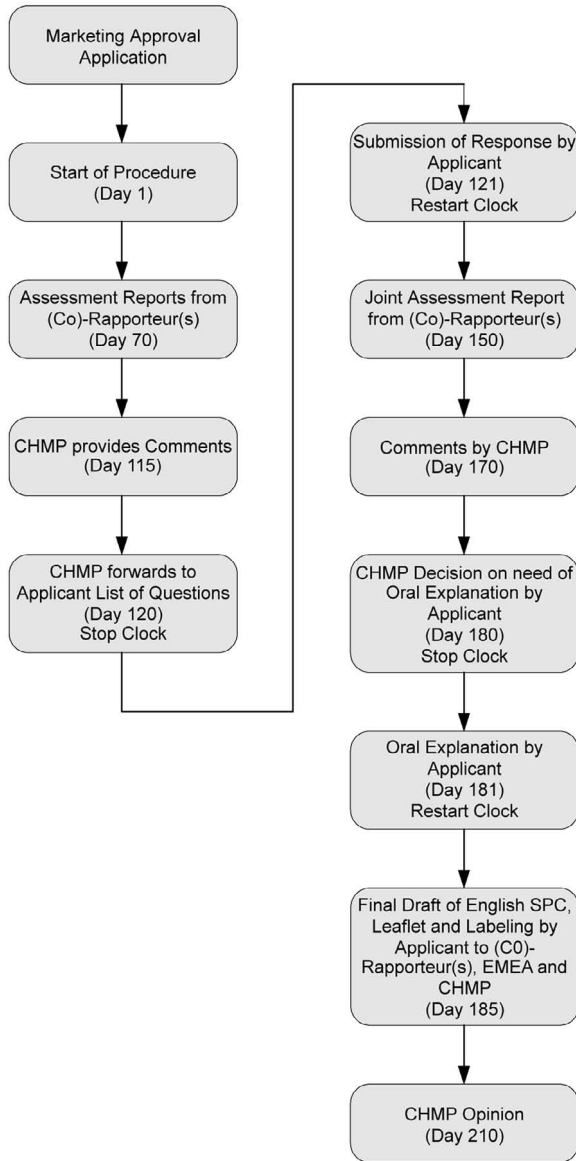 Marketing Approval
Application
Start of Procedure
(Day 1)
Assessment Reports from
(Co)-Rapporteur(s)
(Day 70)
CHMP provides Comments
(Day 115)
CHMP forwards to
Applicant List of Questions
(Day 120)
Stop Clock
Submission of Response by
Applicant
(Day 121)
Restart Clock
Joint Assessment Report
from (Co)-Rapporteur(s)
(Day 150)
Comments by CHMP
(Day 170)
CHMP Decision on need of
Oral Explanation by
Applicant
(Day 180)
Stop Clock
Oral Explanation by
Applicant
(Day 181)
Restart Clock
Final Draft of English SPC,
Leaflet and Labeling by
Applicant to (C0)-
Rapporteur(s), EMEA and
CHMP
(Day 185)
CHMP Opinion
(Day 210)